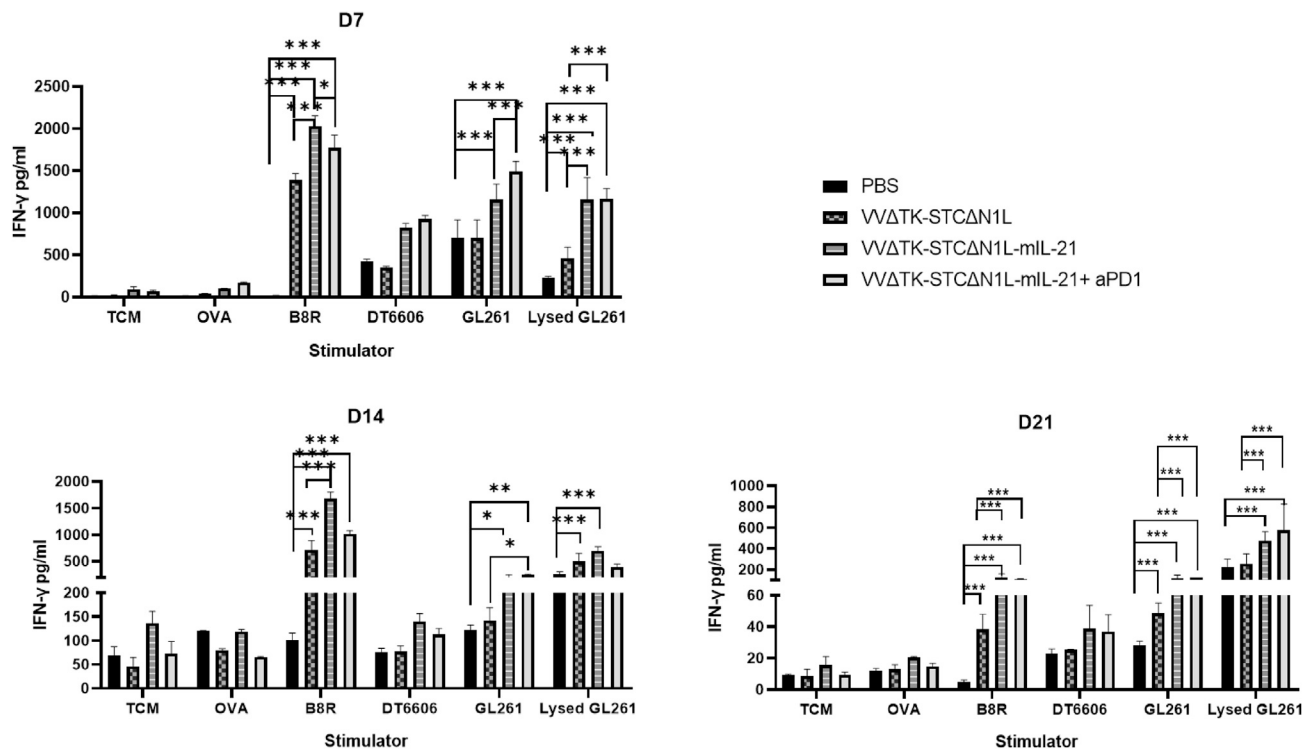 D7
*** *** *** *** * ***
*** *** *** ***
*** *** *** *** ***
IFN-γ pg/ml
2500
2000
1500
1000
500
0
TCM OVA B8R DT6606 GL261 Lysed GL261
Stimulator
PBS
VVΔTK-STCΔN1L
VVΔTK-STCΔN1L-mIL-21
VVΔTK-STCΔN1L-mIL-21+ aPD1
D14
*** *** *** ***
** * *
*** ***
IFN-γ pg/ml
2000
1500
1000
500
200
150
100
50
0
TCM OVA B8R DT6606 GL261 Lysed GL261
Stimulator
D21
*** *** *** *** ***
*** *** *** *** ***
*** *** *** ***
IFN-γ pg/ml
1000
800
600
400
200
60
40
20
0
TCM OVA B8R DT6606 GL261 Lysed GL261
Stimulator